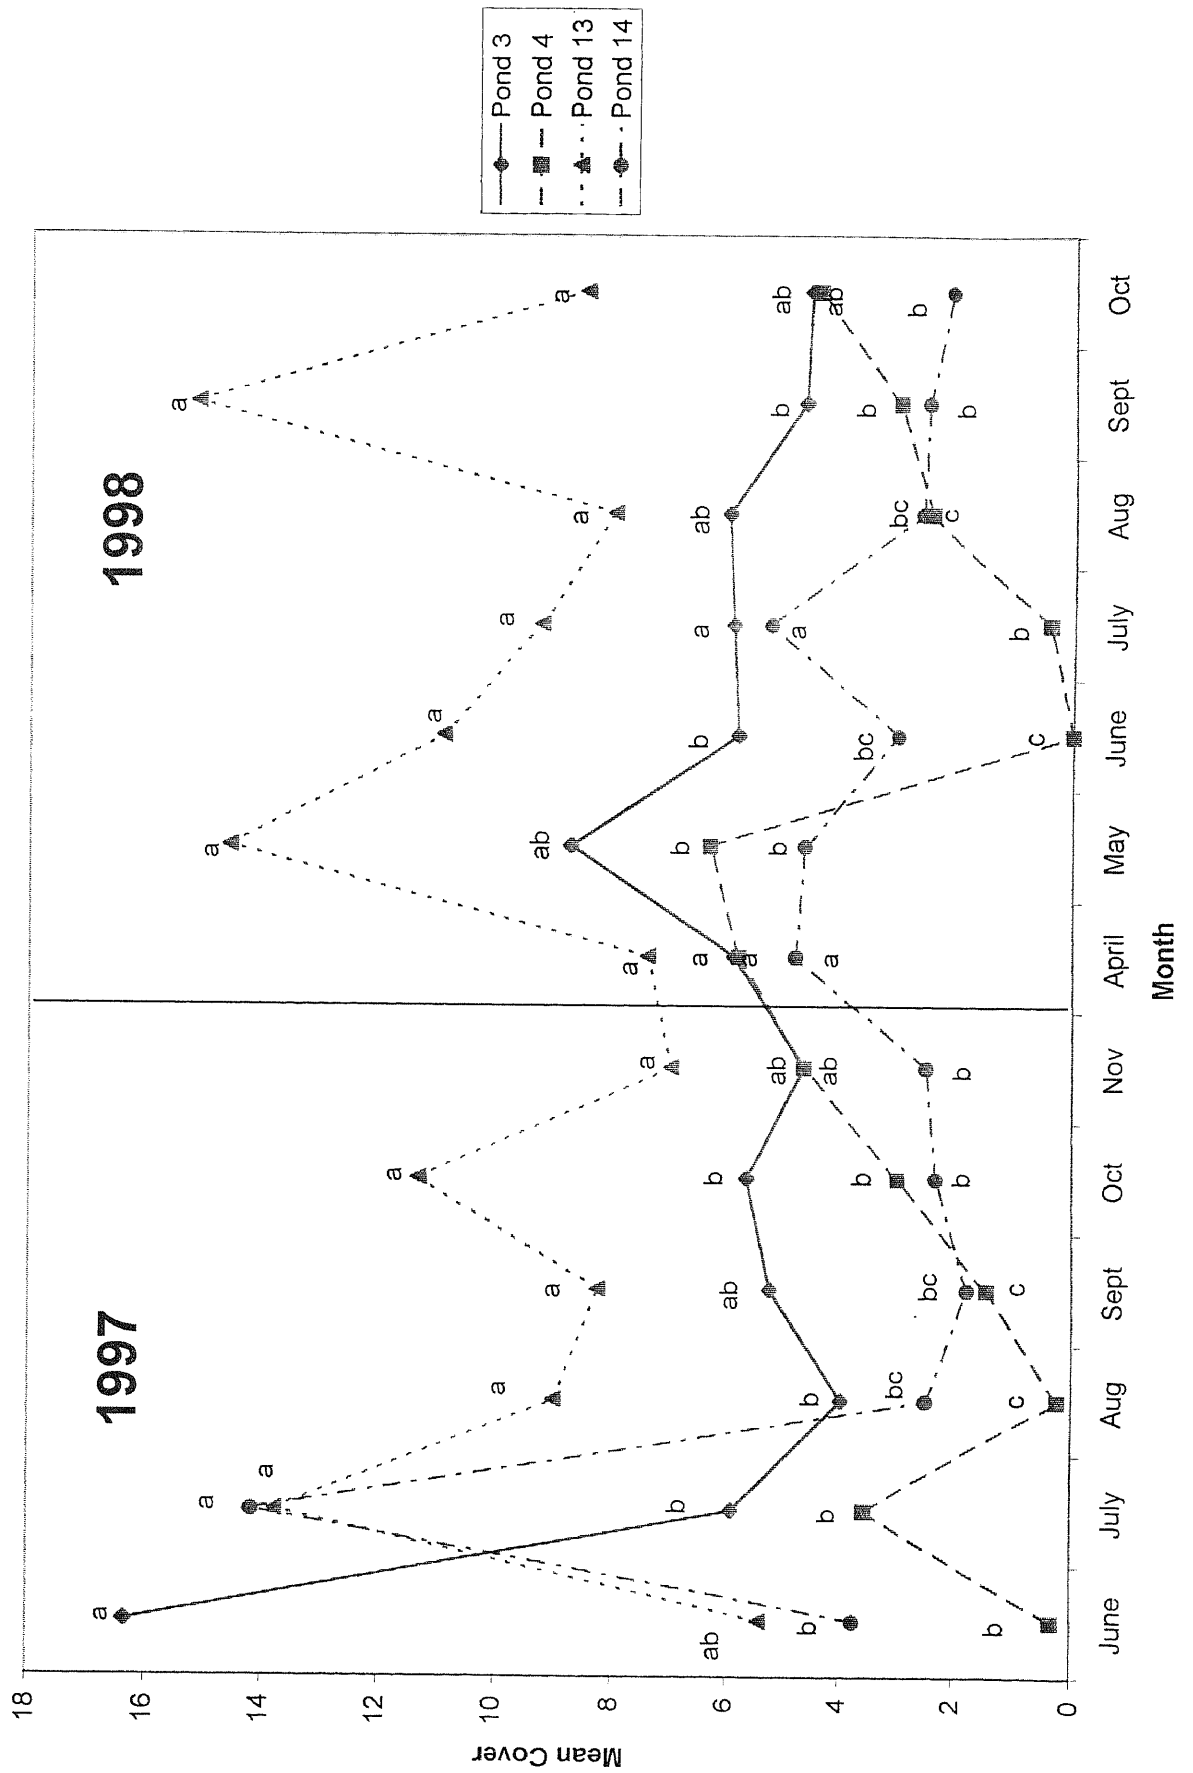 1997
1998
Mean Cover
18
16
14
12
10
8
6
4
2
0
a
ab
b
b
a
a
b
b
a
b
bc
c
a
ab
bc
c
a
b
b
b
a
ab
ab
b
a
a
a
a
a
ab
b
b
a
b
bc
c
a
a
a
b
a
ab
bc
c
a
b
b
b
a
ab
ab
b
June July Aug Sept Oct Nov April May June July Aug Sept Oct
Month
Pond 3
Pond 4
Pond 13
Pond 14